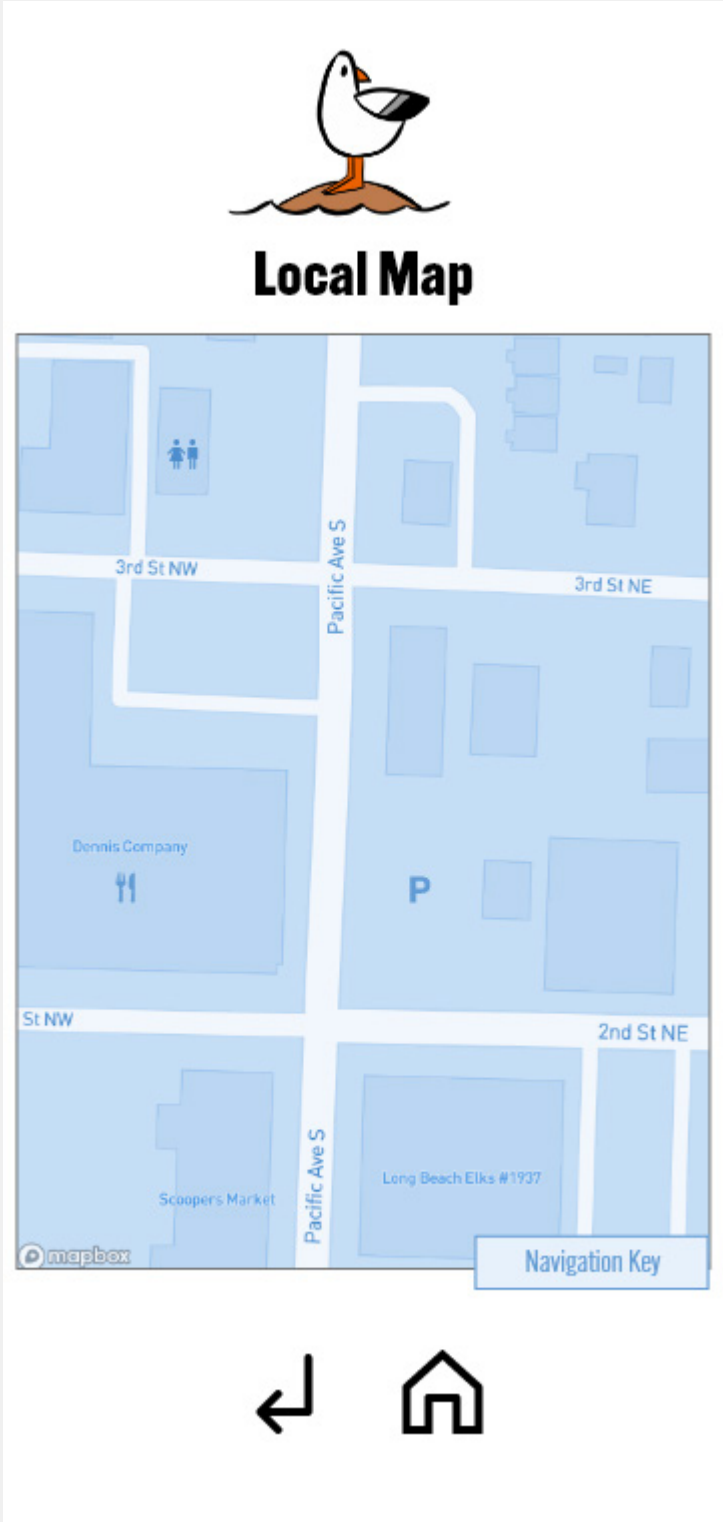 Local Map
Pacific Ave S
3rd St NW
3rd St NE
Dennis Company
P
St NW
2nd St NE
Pacific Ave S
Long Beach Elks #1937
Scoopers Market
mapbox
Navigation Key